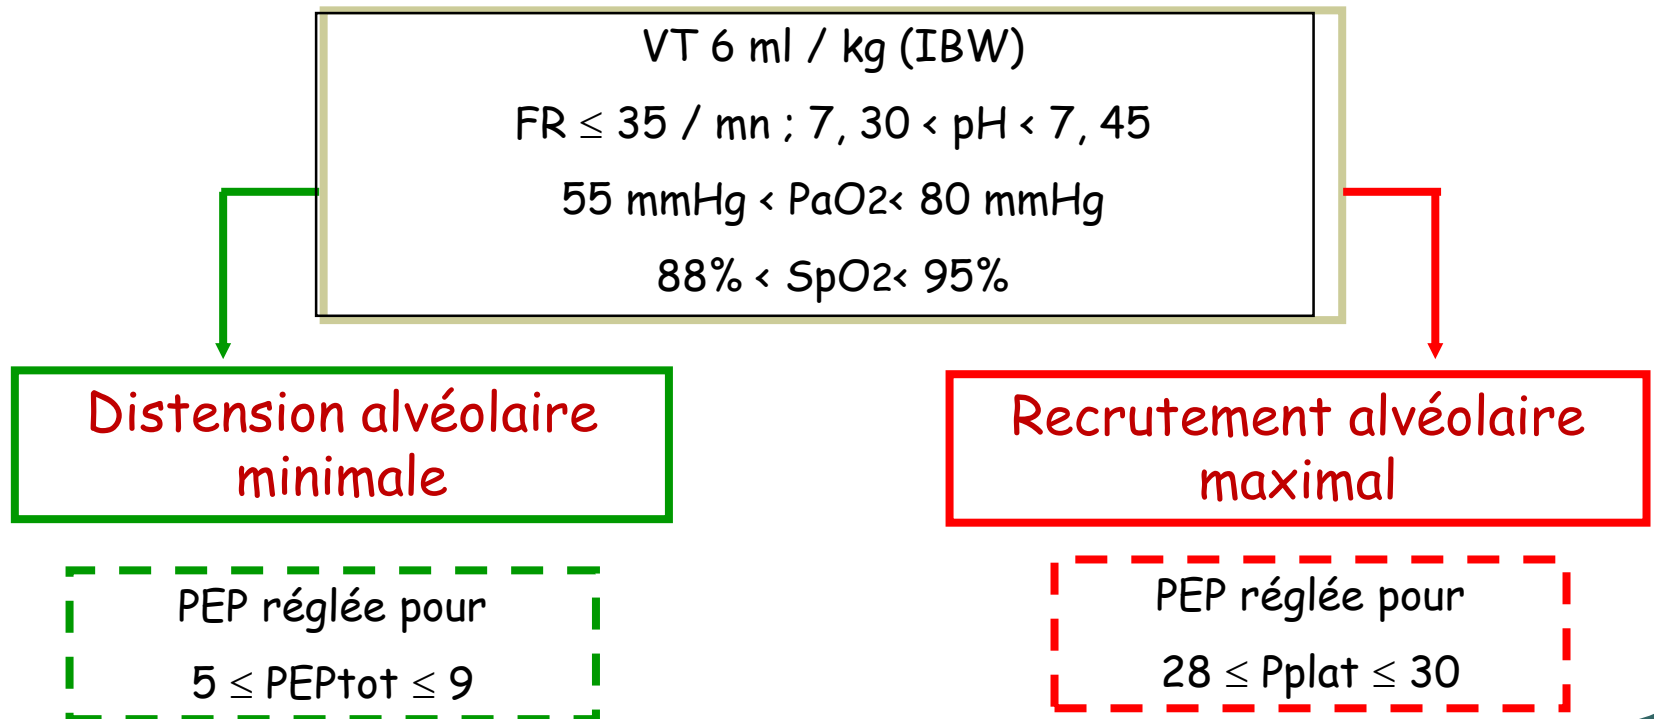 VT 6 ml / kg (IBW)
FR ≤ 35 / mn ; 7, 30 < pH < 7, 45
55 mmHg < PaO2< 80 mmHg
88% < SpO2< 95%
Distension alvéolaire
minimale
Recrutement alvéolaire
maximal
PEP réglée pour
5 ≤ PEPtot ≤ 9
PEP réglée pour
28 ≤ Pplat ≤ 30